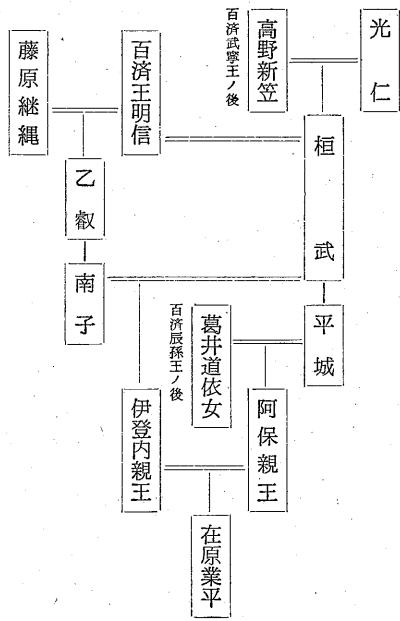 光仁
高野新笠
百済武寧王ノ後
百済王明信
藤原継縄
桓武
乙叡
南子
平城
葛井道依女
百済辰孫王ノ後
阿保親王
伊登内親王
在原業平